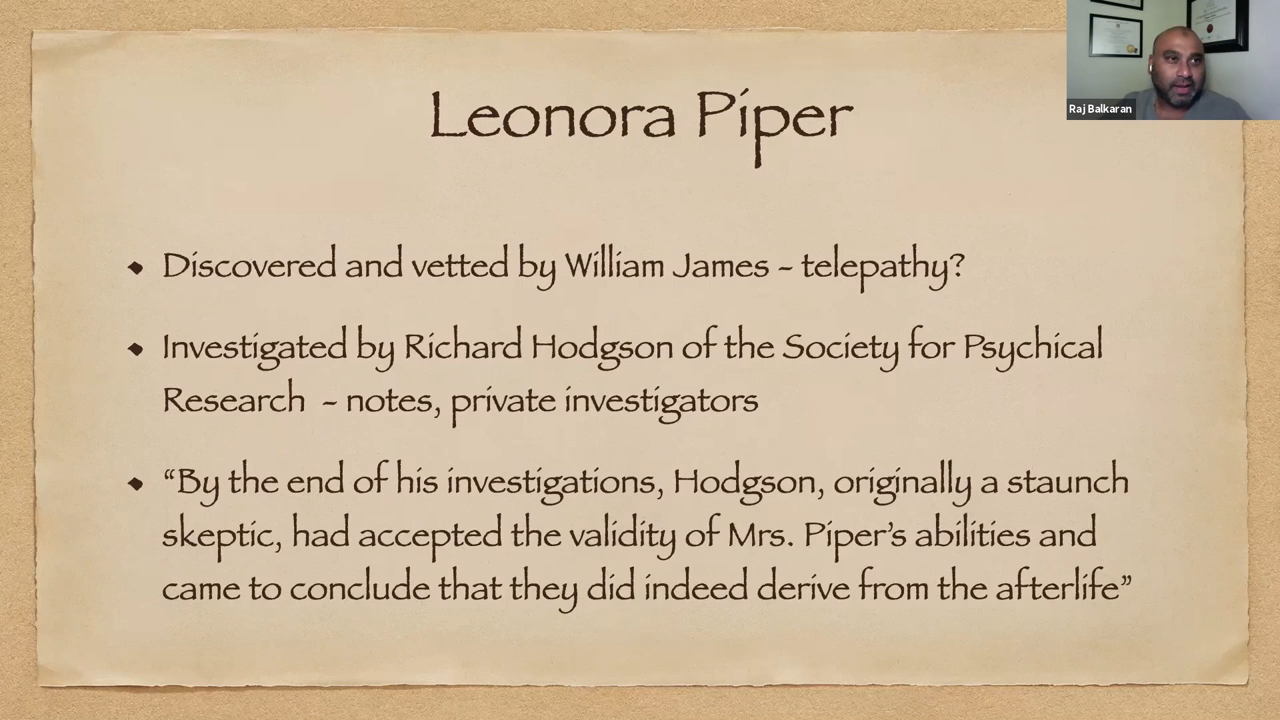 Leonora Piper
Raj Balkaran
• Discovered and vetted by William James - telepathy?
• Investigated by Richard Hodgson of the Society for Psychical
Research - notes, private investigators
• “By the end of his investigations, Hodgson, originally a staunch
skeptic, had accepted the validity of Mrs. Piper’s abilities and
came to conclude that they did indeed derive from the afterlife”